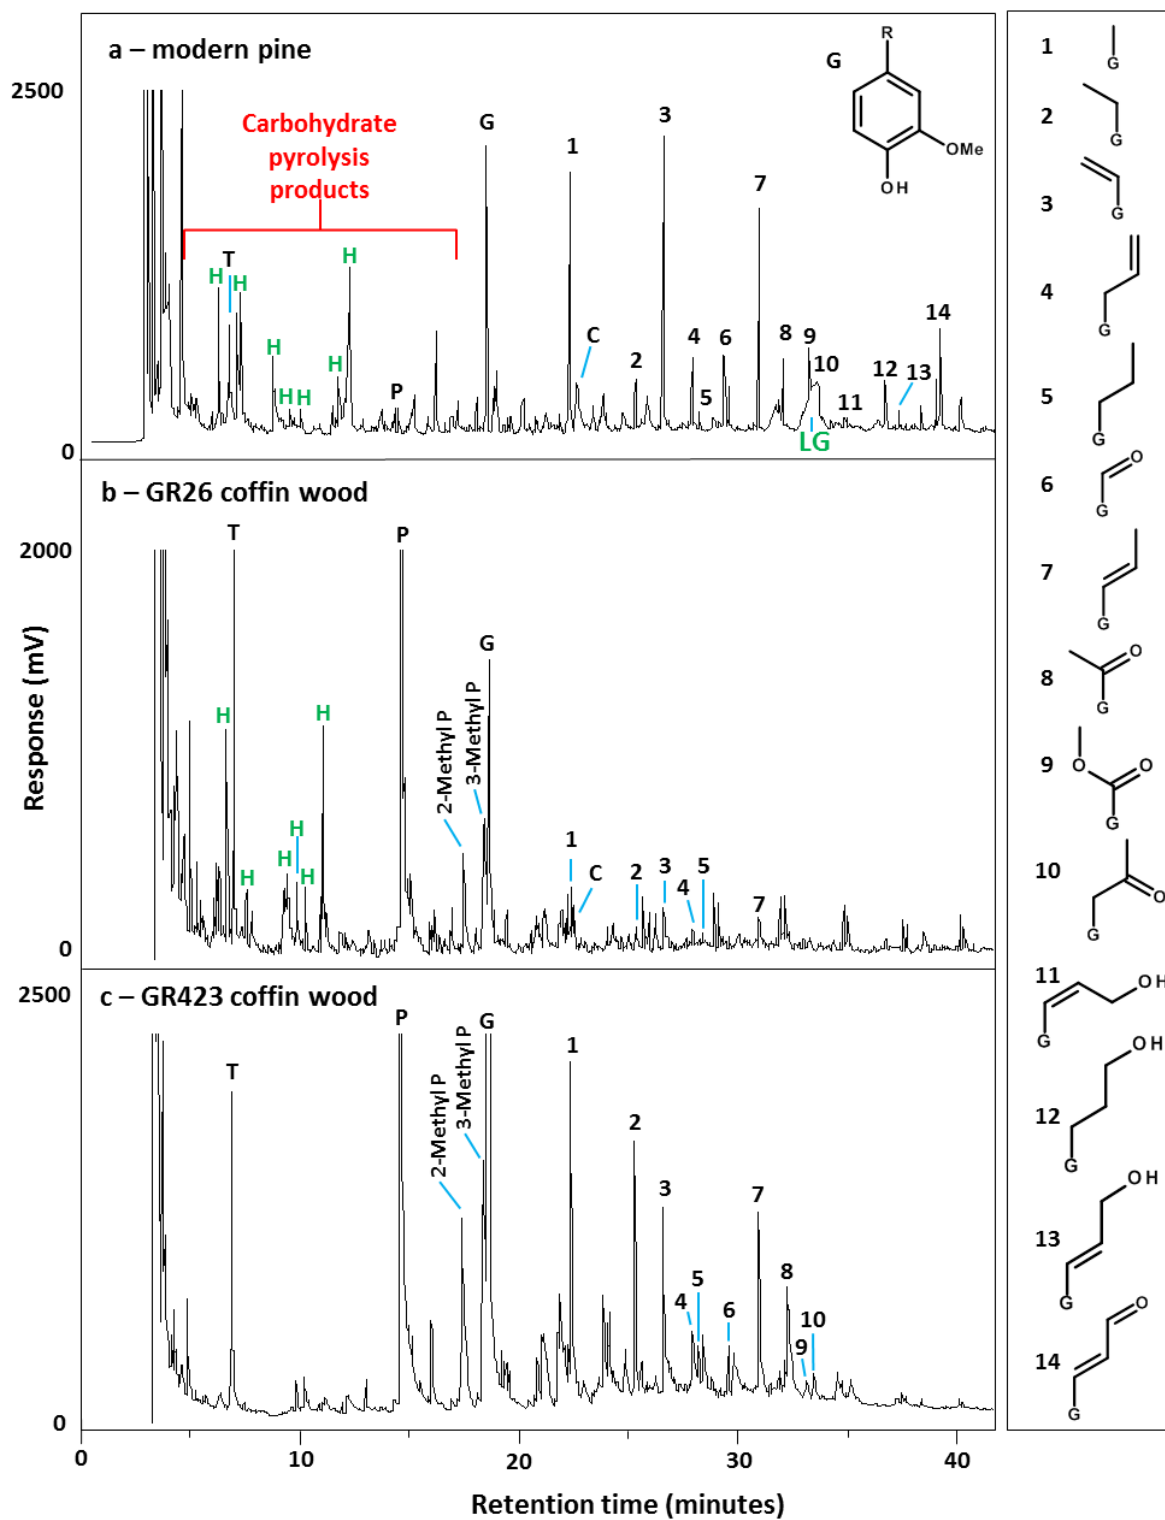 a – modern pine
2500
0
Carbohydrate
pyrolysis
products
H
T
H
H
H
H
H
H
P
G
1
C
2
3
4
5
6
7
8
9
10
LG
11
12
13
14
G
R
OMe
OH
b – GR26 coffin wood
2000
0
Response (mV)
H
T
H
H
H
H
H
P
2-Methyl P
3-Methyl P
G
1
C
2
3
4
5
7
c – GR423 coffin wood
2500
0
T
P
2-Methyl P
3-Methyl P
G
1
2
3
4
5
6
7
8
9
10
0
10
20
30
40
Retention time (minutes)
1
G
2
G
3
G
4
G
5
G
6
O
G
7
G
8
O
G
9
O
O
G
10
O
G
11
OH
G
12
OH
G
13
OH
G
14
O
G